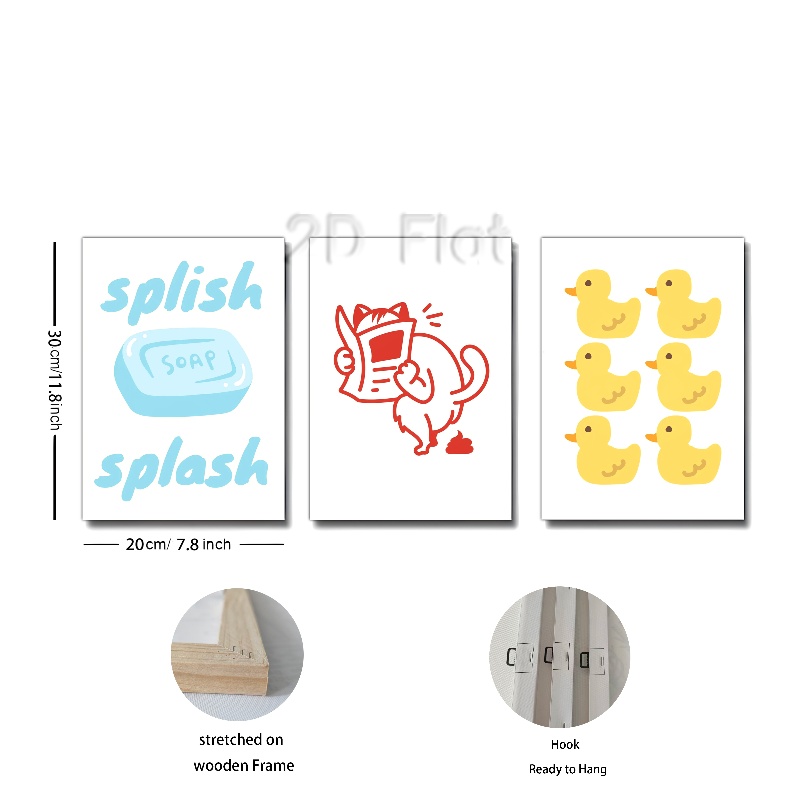 2D Flat
splish
SOAP
splash
30cm/11.8inch
20cm/ 7.8 inch
stretched on
wooden Frame
Hook
Ready to Hang